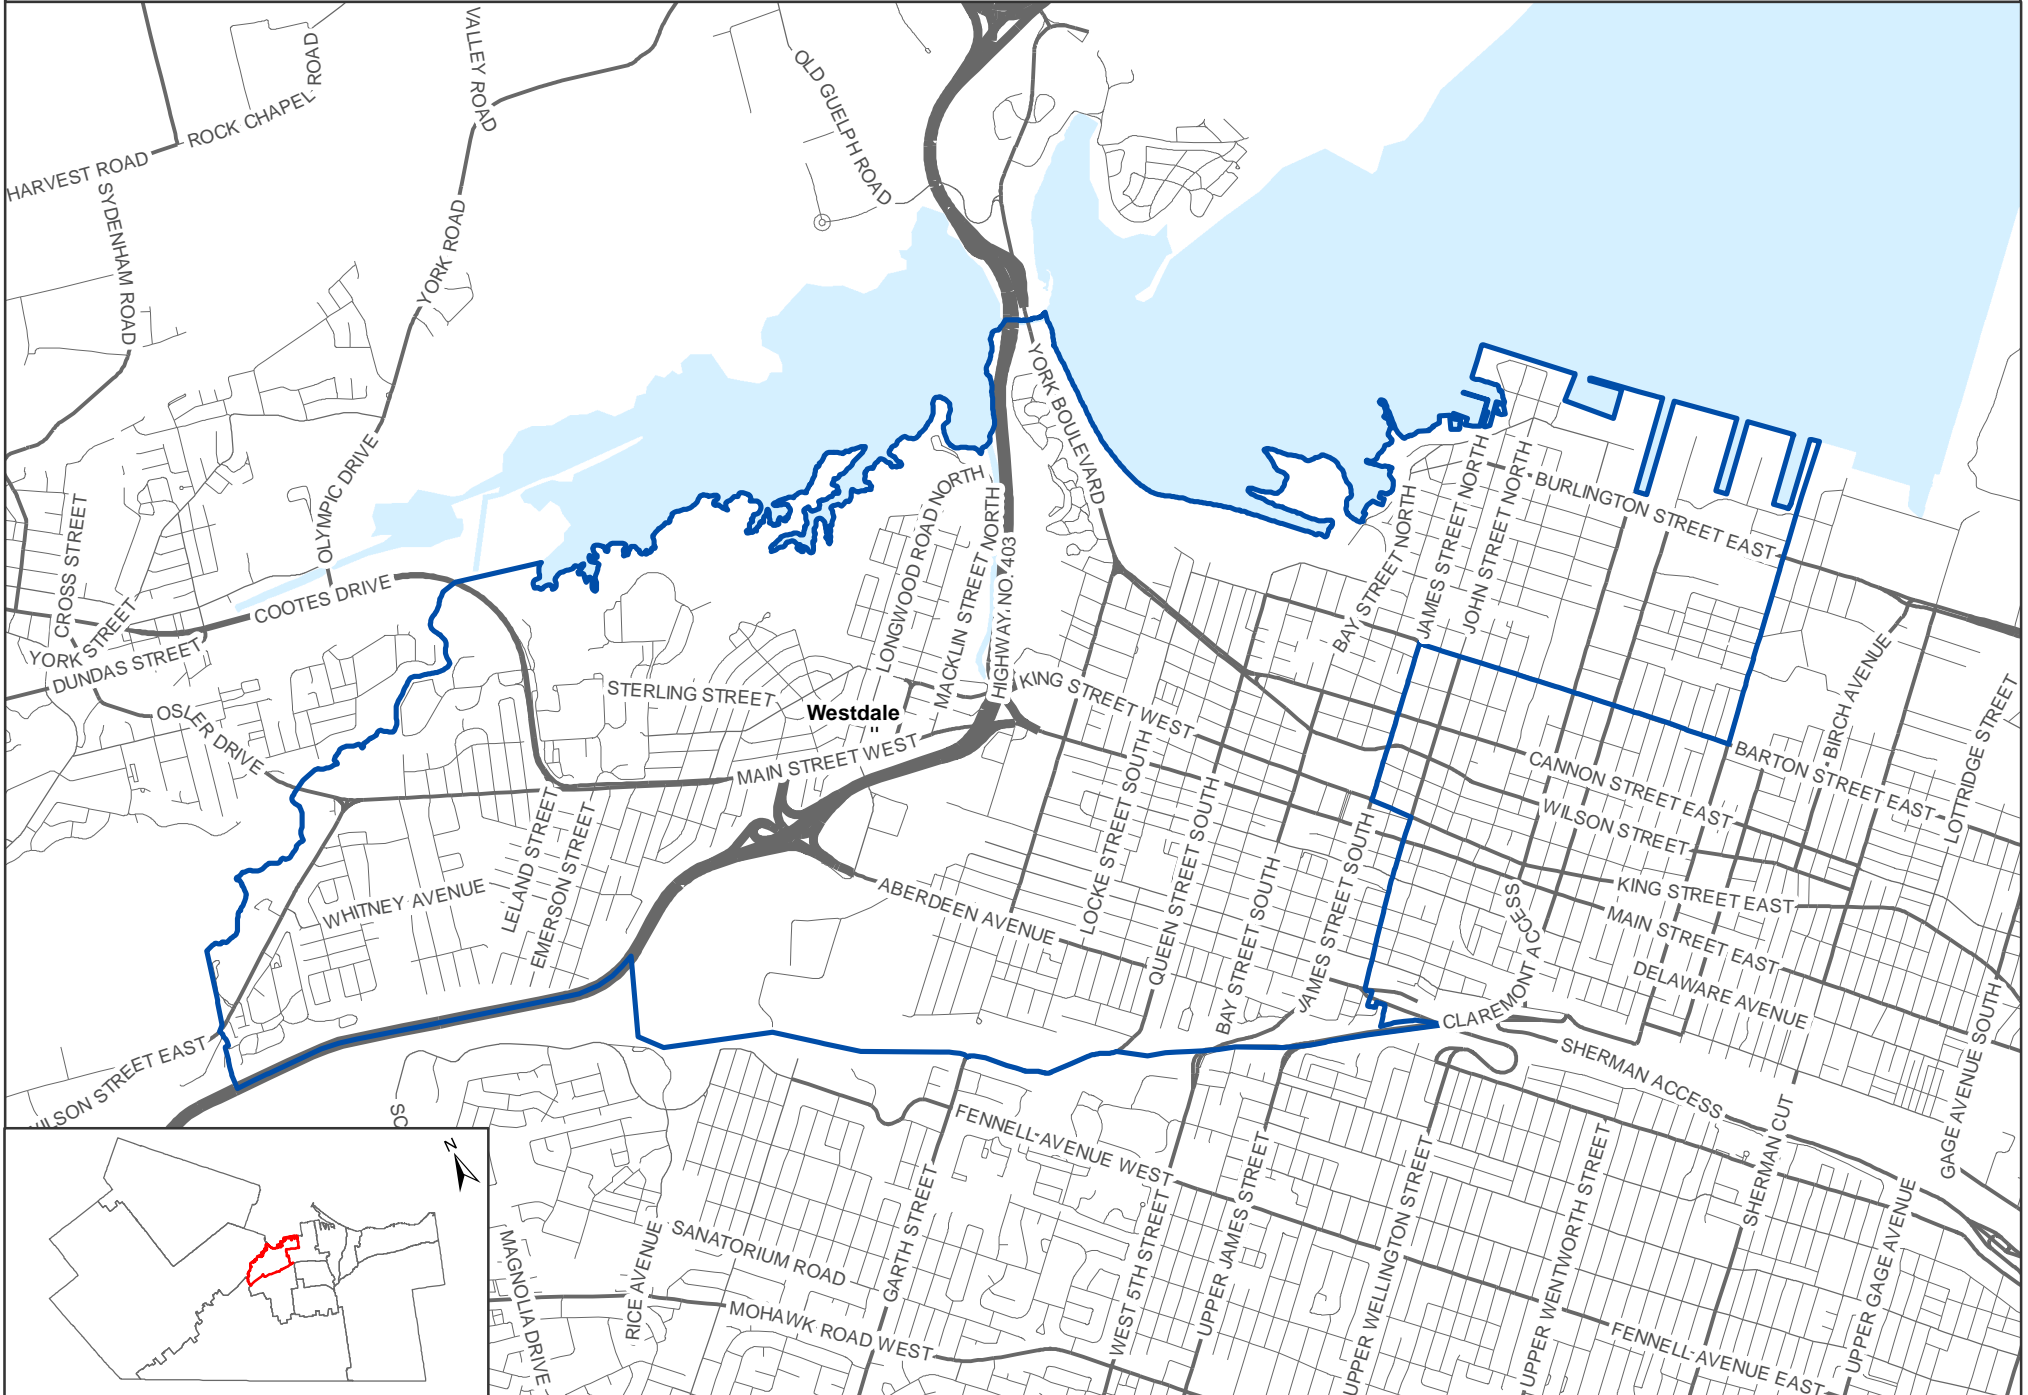 VALLEY ROAD
ROCK CHAPEL ROAD
OLD GUELPH ROAD
HARVEST ROAD
SYDENHAM ROAD
YORK ROAD
YORK BOULEVARD
OLYMPIC DRIVE
CROSS STREET
COOTES DRIVE
YORK STREET
DUNDAS STREET
OSLER DRIVE
LONGWOOD ROAD NORTH
MACKLIN STREET NORTH
HIGHWAY NO. 403
BAY STREET NORTH
JAMES STREET NORTH
JOHN STREET NORTH
BURLINGTON STREET EAST
STERLING STREET
Westdale
MAIN STREET WEST
KING STREET WEST
BIRCH AVENUE
LOTTRIDGE STREET
BARTON STREET EAST
CANNON STREET EAST
WILSON STREET
KING STREET EAST
MAIN STREET EAST
DELAWARE AVENUE
LELAND STREET
EMERSON STREET
WHITNEY AVENUE
ABERDEEN AVENUE
LOCKE STREET SOUTH
QUEEN STREET SOUTH
BAY STREET SOUTH
JAMES STREET SOUTH
CLAREMONT ACCESS
SHERMAN ACCESS
SHERMAN CUT
GAGE AVENUE SOUTH
WILSON STREET EAST
SC
N
FENNELL AVENUE WEST
GARTH STREET
SANATORIUM ROAD
RICE AVENUE
MAGNOLIA DRIVE
MOHAWK ROAD WEST
WEST 5TH STREET
UPPER JAMES STREET
UPPER WELLINGTON STREET
UPPER WENTWORTH STREET
UPPER GAGE AVENUE
FENNELL AVENUE EAST